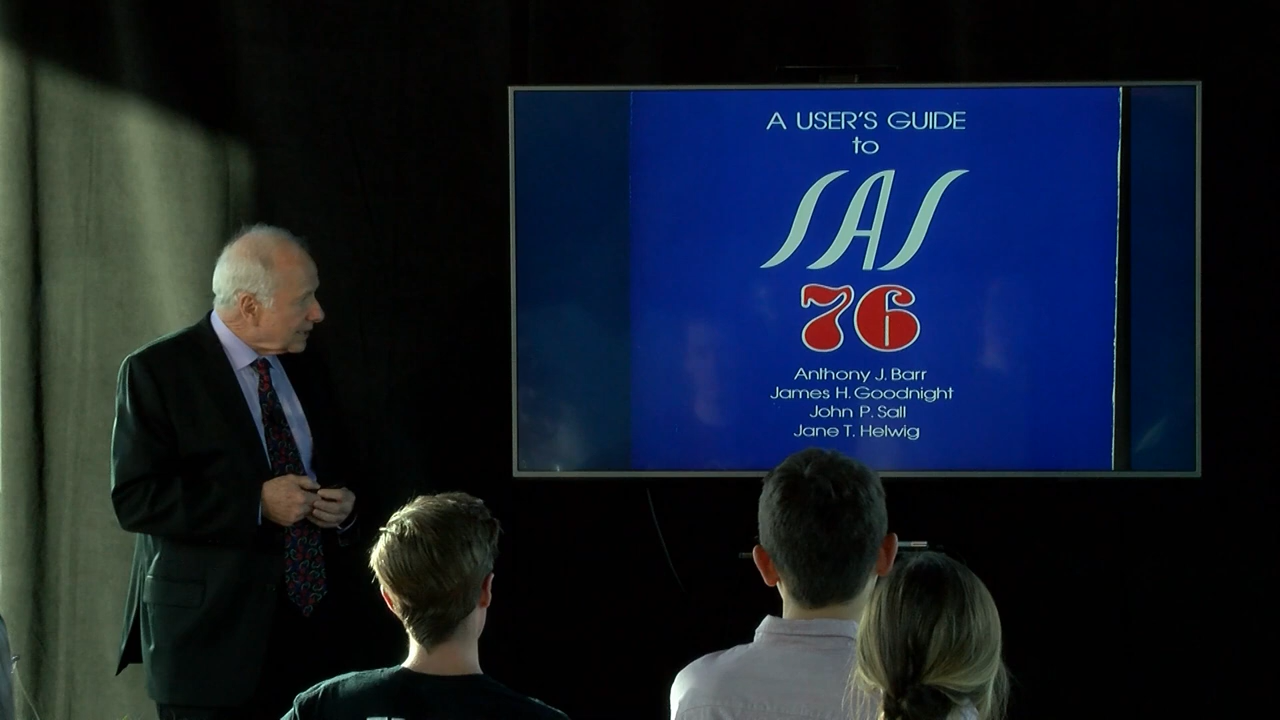 A USER'S GUIDE
to
SAS
76
Anthony J. Barr
James H. Goodnight
John P. Sall
Jane T. Helwig